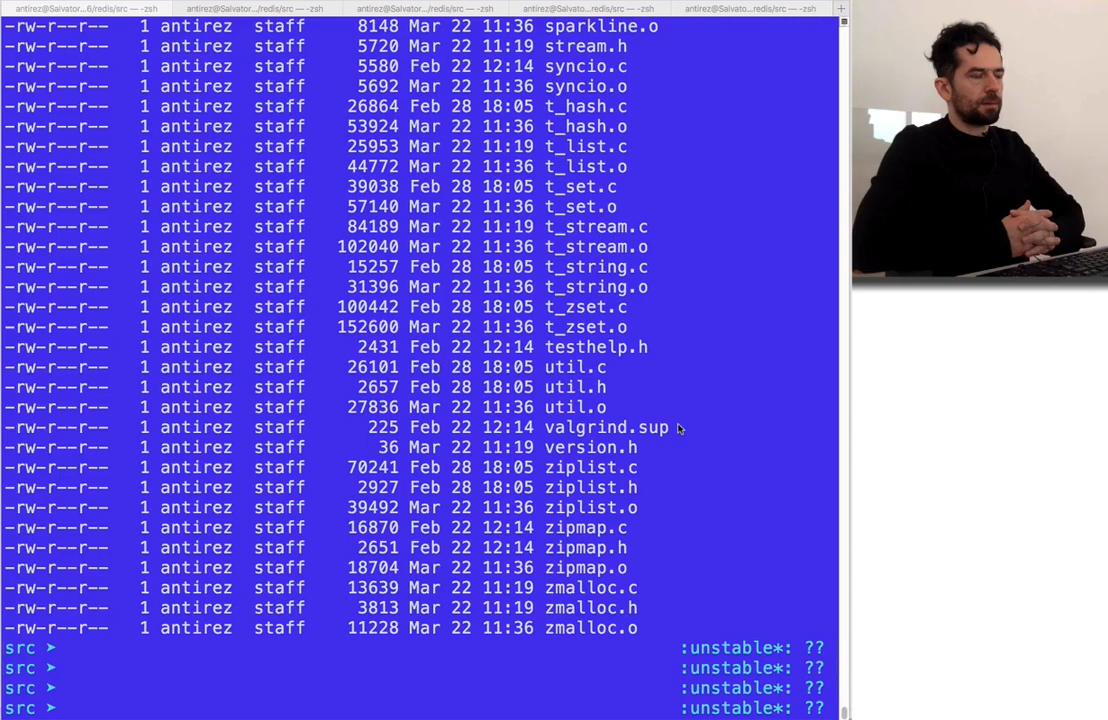 antirez@Salvator...6/redis/src — -zsh antirez@Salvator.../redis/src — -zsh antirez@Salvator.../redis/src — -zsh antirez@Salvato...redis/src — -zsh antirez@Salvato...redis/src — -zsh +
-rw-r--r-- 1 antirez staff 8148 Mar 22 11:36 sparkline.o
-rw-r--r-- 1 antirez staff 5720 Mar 22 11:19 stream.h
-rw-r--r-- 1 antirez staff 5580 Feb 22 12:14 syncio.c
-rw-r--r-- 1 antirez staff 5692 Mar 22 11:36 syncio.o
-rw-r--r-- 1 antirez staff 26864 Feb 28 18:05 t_hash.c
-rw-r--r-- 1 antirez staff 53924 Mar 22 11:36 t_hash.o
-rw-r--r-- 1 antirez staff 25953 Mar 22 11:19 t_list.c
-rw-r--r-- 1 antirez staff 44772 Mar 22 11:36 t_list.o
-rw-r--r-- 1 antirez staff 39038 Feb 28 18:05 t_set.c
-rw-r--r-- 1 antirez staff 57140 Mar 22 11:36 t_set.o
-rw-r--r-- 1 antirez staff 84189 Mar 22 11:19 t_stream.c
-rw-r--r-- 1 antirez staff 102040 Mar 22 11:36 t_stream.o
-rw-r--r-- 1 antirez staff 15257 Feb 28 18:05 t_string.c
-rw-r--r-- 1 antirez staff 31396 Mar 22 11:36 t_string.o
-rw-r--r-- 1 antirez staff 100442 Feb 28 18:05 t_zset.c
-rw-r--r-- 1 antirez staff 152600 Mar 22 11:36 t_zset.o
-rw-r--r-- 1 antirez staff 2431 Feb 22 12:14 testhelp.h
-rw-r--r-- 1 antirez staff 26101 Feb 28 18:05 util.c
-rw-r--r-- 1 antirez staff 2657 Feb 28 18:05 util.h
-rw-r--r-- 1 antirez staff 27836 Mar 22 11:36 util.o
-rw-r--r-- 1 antirez staff 225 Feb 22 12:14 valgrind.sup
-rw-r--r-- 1 antirez staff 36 Mar 22 11:19 version.h
-rw-r--r-- 1 antirez staff 70241 Feb 28 18:05 ziplist.c
-rw-r--r-- 1 antirez staff 2927 Feb 28 18:05 ziplist.h
-rw-r--r-- 1 antirez staff 39492 Mar 22 11:36 ziplist.o
-rw-r--r-- 1 antirez staff 16870 Feb 22 12:14 zipmap.c
-rw-r--r-- 1 antirez staff 2651 Feb 22 12:14 zipmap.h
-rw-r--r-- 1 antirez staff 18704 Mar 22 11:36 zipmap.o
-rw-r--r-- 1 antirez staff 13639 Mar 22 11:19 zmalloc.c
-rw-r--r-- 1 antirez staff 3813 Mar 22 11:19 zmalloc.h
-rw-r--r-- 1 antirez staff 11228 Mar 22 11:36 zmalloc.o
src ➤ :unstable*: ??
src ➤ :unstable*: ??
src ➤ :unstable*: ??
src ➤ :unstable*: ??